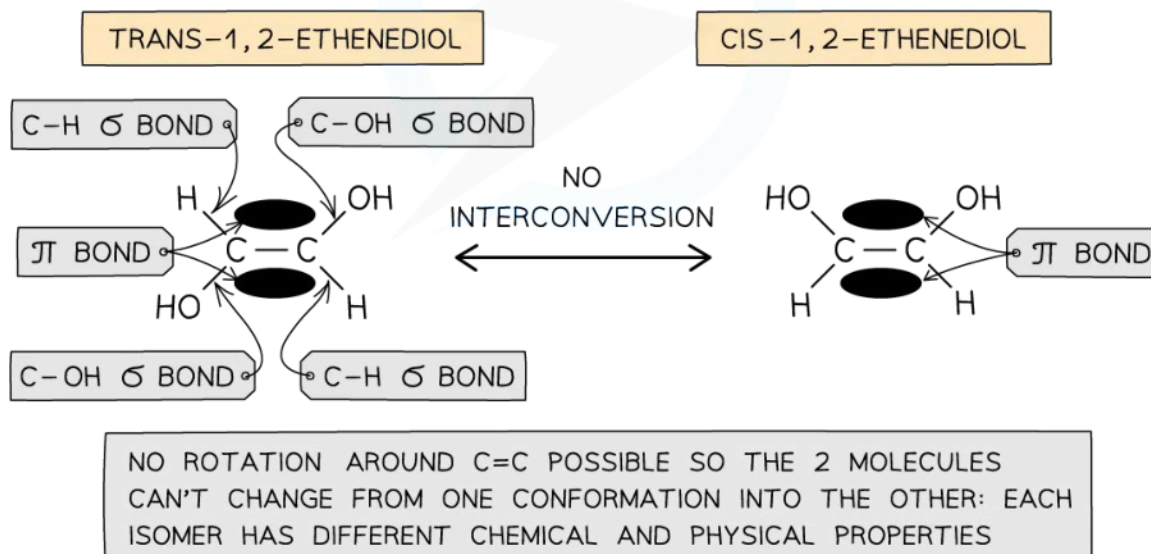 TRANS-1,2-ETHENEDIOL
CIS-1,2-ETHENEDIOL
C-H σ BOND
C-OH σ BOND
H
OH
C-C
π BOND
HO
H
C-OH σ BOND
C-H σ BOND
NO
INTERCONVERSION
HO
OH
C-C
π BOND
H
H
NO ROTATION AROUND C=C POSSIBLE SO THE 2 MOLECULES
CAN'T CHANGE FROM ONE CONFORMATION INTO THE OTHER: EACH
ISOMER HAS DIFFERENT CHEMICAL AND PHYSICAL PROPERTIES